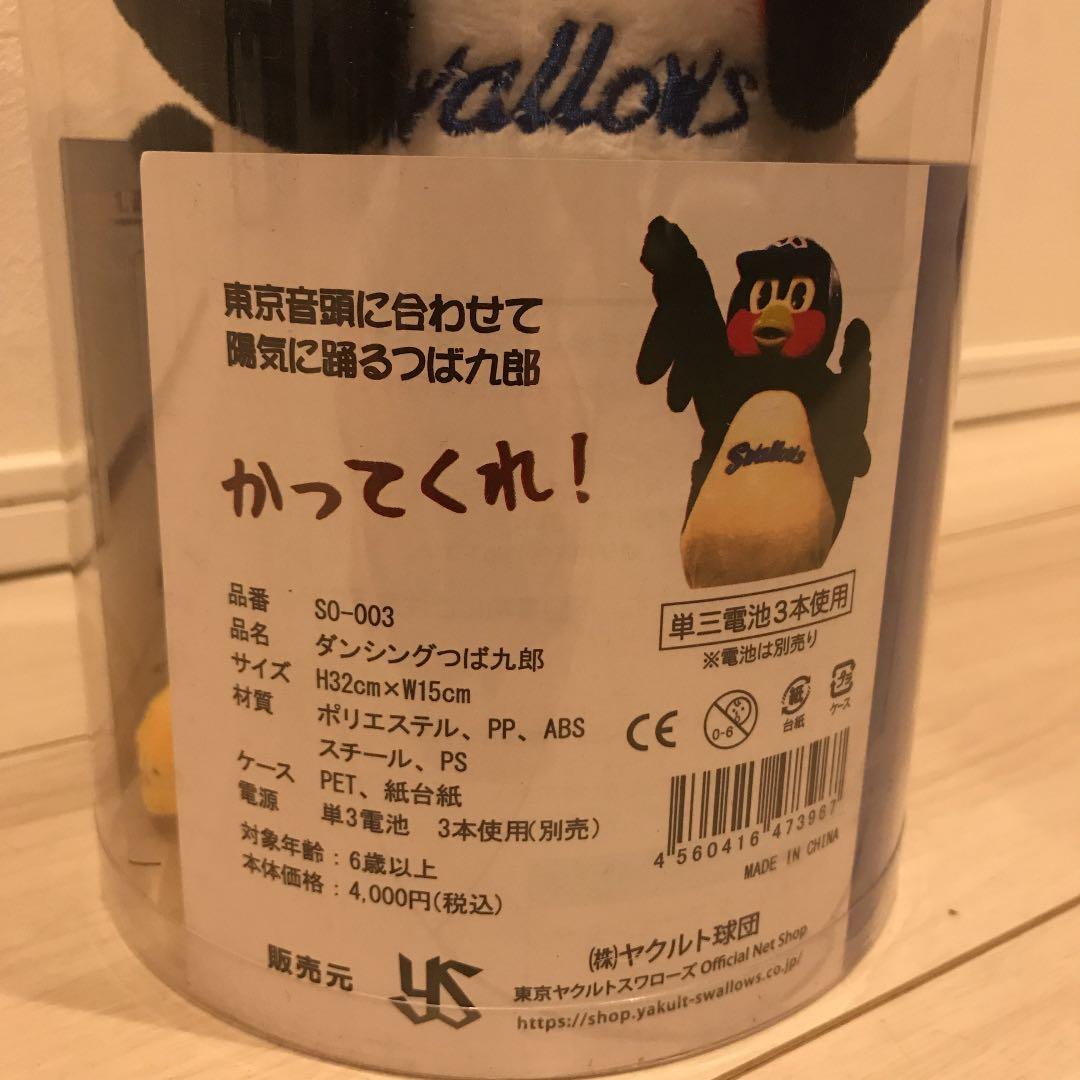 Swallows
東京音頭に合わせて
陽気に踊るつば九郎
かってくれ!
Swallows
単三電池3本使用
※電池は別売り
品番 SO-003
品名 ダンシングつば九郎
サイズ H32cm×W15cm
材質 ポリエステル、PP、ABS
スチール、PS
ケース PET、紙台紙
電源 単3電池 3本使用(別売)
対象年齢:6歳以上
本体価格:4,000円(税込)
CE
0-6
紙
台紙
プラ
ケース
4 560416 473967
MADE IN CHINA
販売元
YS
(株)ヤクルト球団
東京ヤクルトスワローズ Official Net Shop
https://shop.yakult-swallows.co.jp/